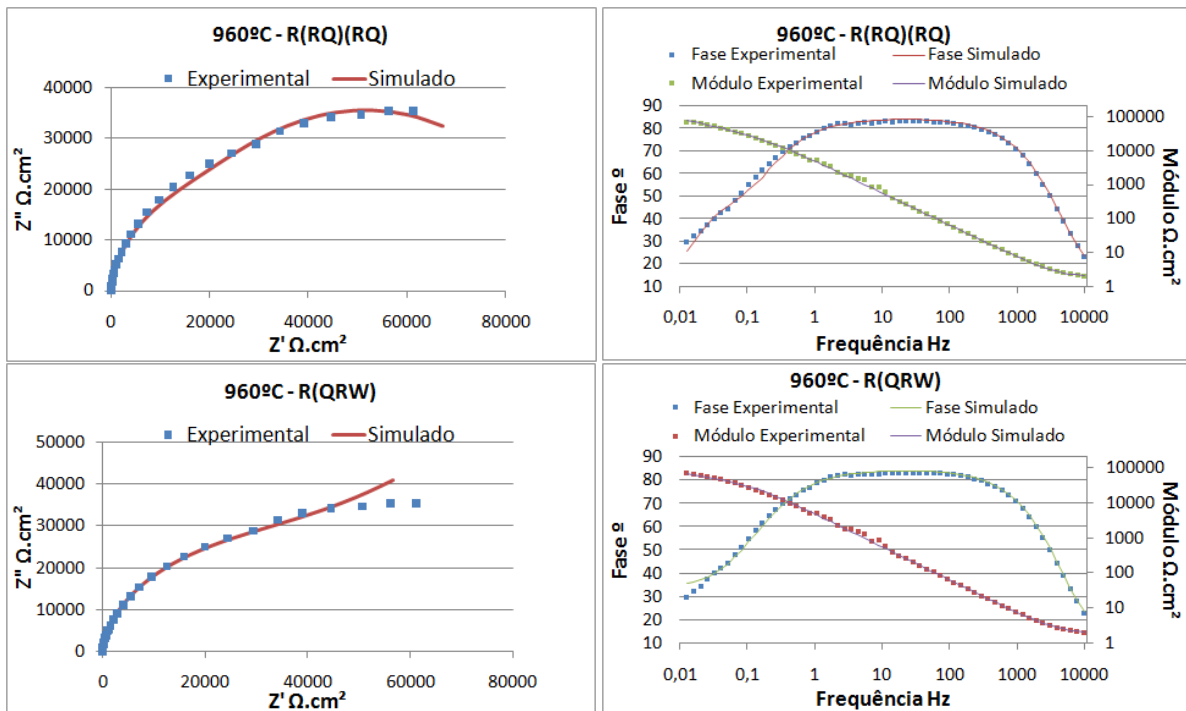 960ºC - R(RQ)(RQ)
Experimental Simulado
40000
30000
20000
10000
0
0 20000 40000 60000 80000
Z'' Ω.cm²
Z' Ω.cm²
960ºC - R(RQ)(RQ)
Fase Experimental Fase Simulado
Módulo Experimental Módulo Simulado
90 100000
80 10000
70 1000
60 100
50 10
40 1
30
20
10
0,01 0,1 1 10 100 1000 10000
Fase º
Módulo Ω.cm²
Frequência Hz
960ºC - R(QRW)
Experimental Simulado
50000
40000
30000
20000
10000
0
0 20000 40000 60000 80000
Z'' Ω.cm²
Z' Ω.cm²
960ºC - R(QRW)
Fase Experimental Fase Simulado
Módulo Experimental Módulo Simulado
90 100000
80 10000
70 1000
60 100
50 10
40 1
30
20
10
0,01 0,1 1 10 100 1000 10000
Fase º
Módulo Ω.cm²
Frequência Hz